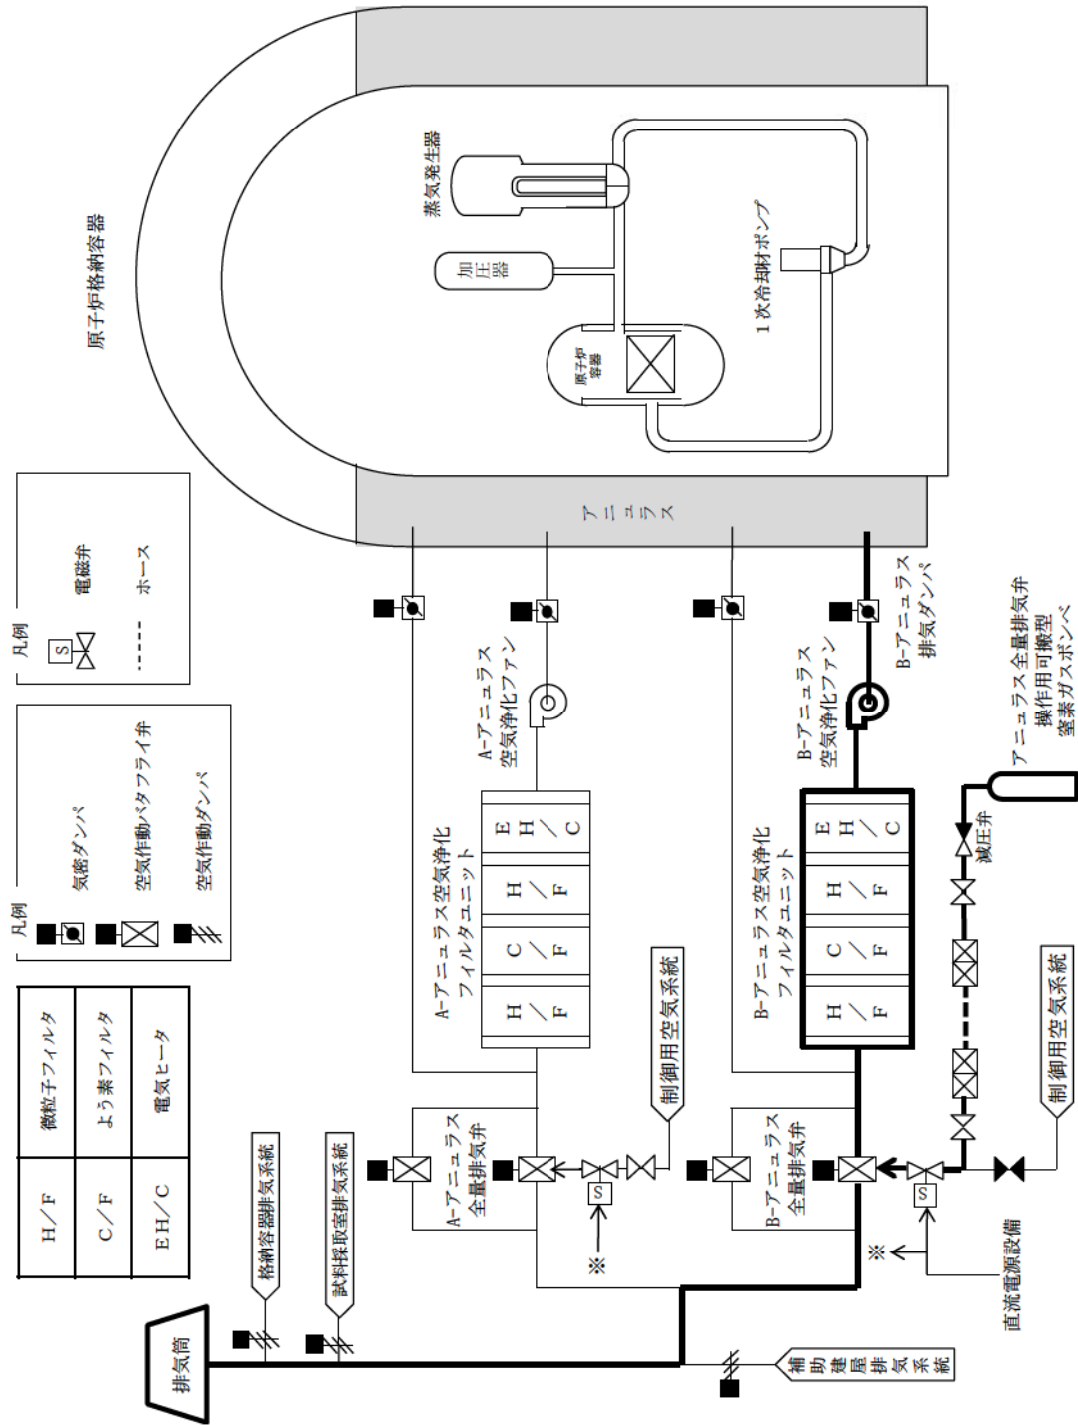 原子炉格納容器
蒸気発生器
加圧器
原子炉
容器
1次冷却材ポンプ
アニュラス
凡例
S
電磁弁
ホース
凡例
気密ダンパ
空気作動バタフライ弁
空気作動ダンパ
H/F
微粒子フィルタ
C/F
よう素フィルタ
EH/C
電気ヒータ
排気筒
格納容器排気系統
試料採取室排気系統
補助建屋排気系統
A-アニュラス
全量排気弁
S
※
制御用空気系統
A-アニュラス空気浄化
フィルタユニット
H/F
C/F
H/F
EH/C
A-アニュラス
空気浄化ファン
B-アニュラス
全量排気弁
S
※
直流電源設備
制御用空気系統
B-アニュラス空気浄化
フィルタユニット
H/F
C/F
H/F
EH/C
B-アニュラス
空気浄化ファン
B-アニュラス
排気ダンパ
減圧弁
アニュラス全量排気弁
操作用可搬型
窒素ガスボンベ